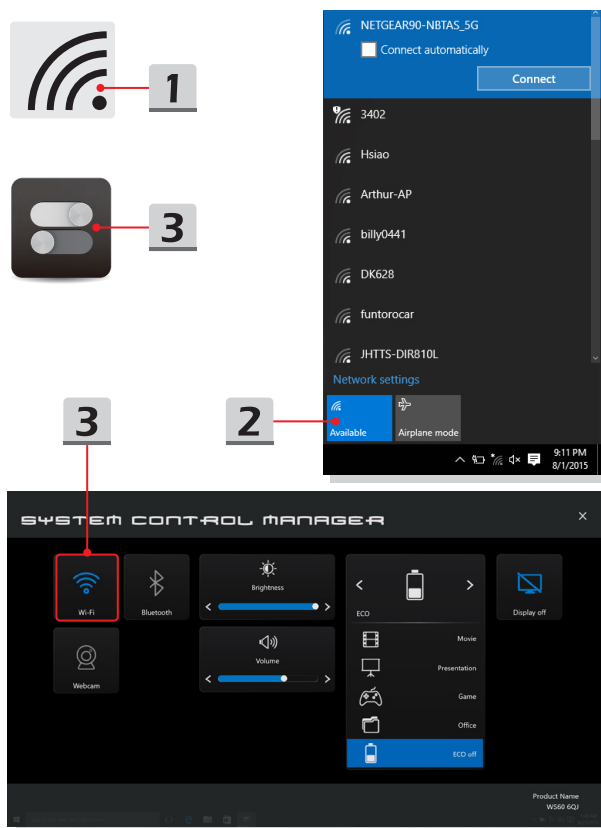 1
3
NETGEAR90-NBTAS_5G
Connect automatically
Connect
3402
Hsiao
Arthur-AP
billy0441
DK628
funtorocar
JHTTS-DIR810L
Network settings
Available
Airplane mode
9:11 PM
8/1/2015
2
3
SYSTEM CONTROL MANAGER
Wi-Fi
Bluetooth
Brightness
Volume
Webcam
ECO
Movie
Presentation
Game
Office
ECO off
Display off
Product Name
WS60 6QJ